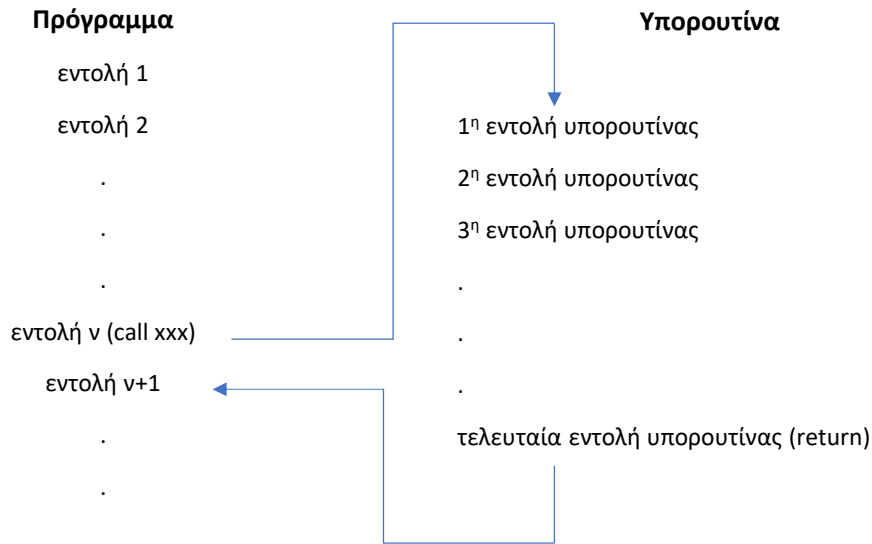 Πρόγραμμα
εντολή 1
εντολή 2
.
.
.
εντολή ν (call xxx)
εντολή ν+1
.
.
Υπορουτίνα
1η εντολή υπορουτίνας
2η εντολή υπορουτίνας
3η εντολή υπορουτίνας
.
.
.
τελευταία εντολή υπορουτίνας (return)